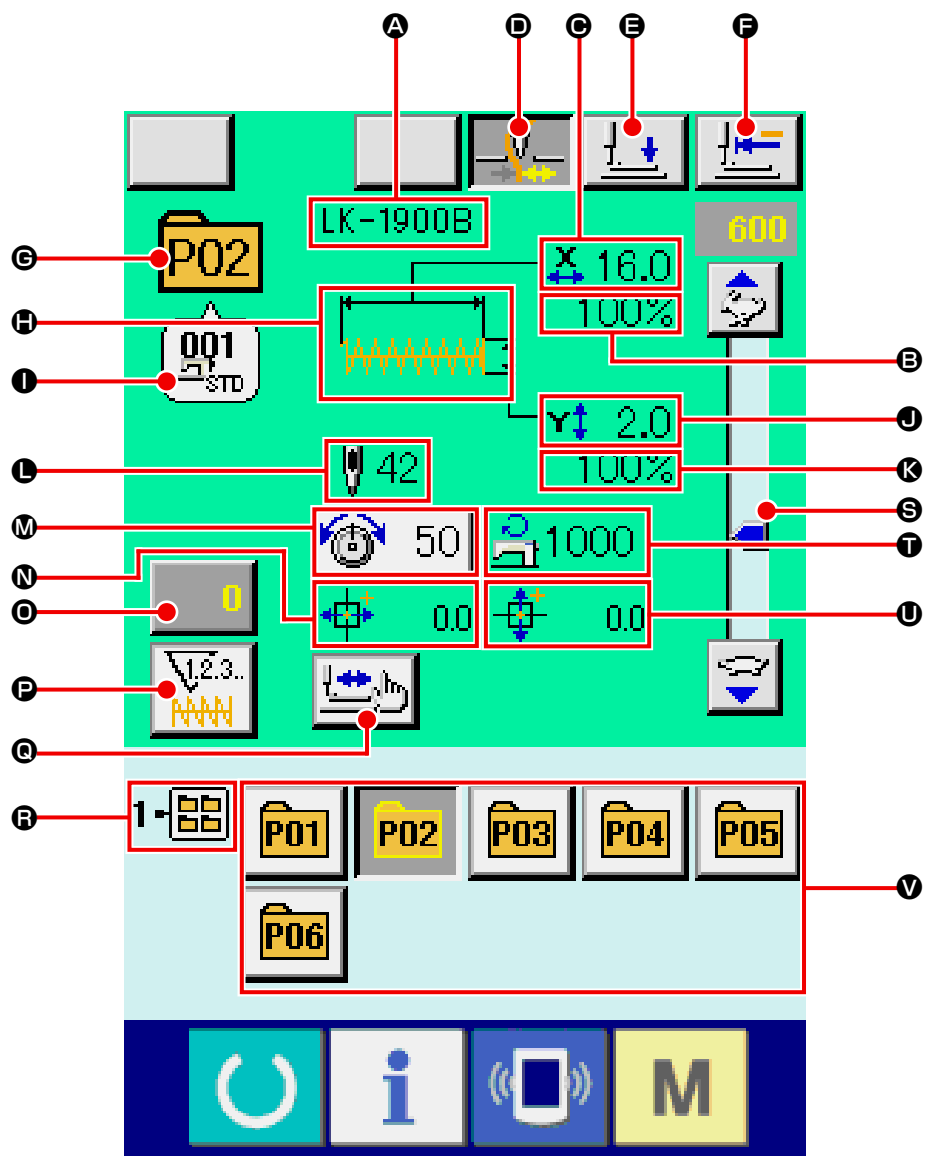 A D C E F
LK-1900B
600
G P02 X 16.0
H 100%
B
001
I STD
J Y 2.0
K 100%
L 42
S
M 50 1000 T
N 0.0 0.0 U
O 0
P 1.2.3..
Q
R 1 P01 P02 P03 P04 P05
V
P06
i M